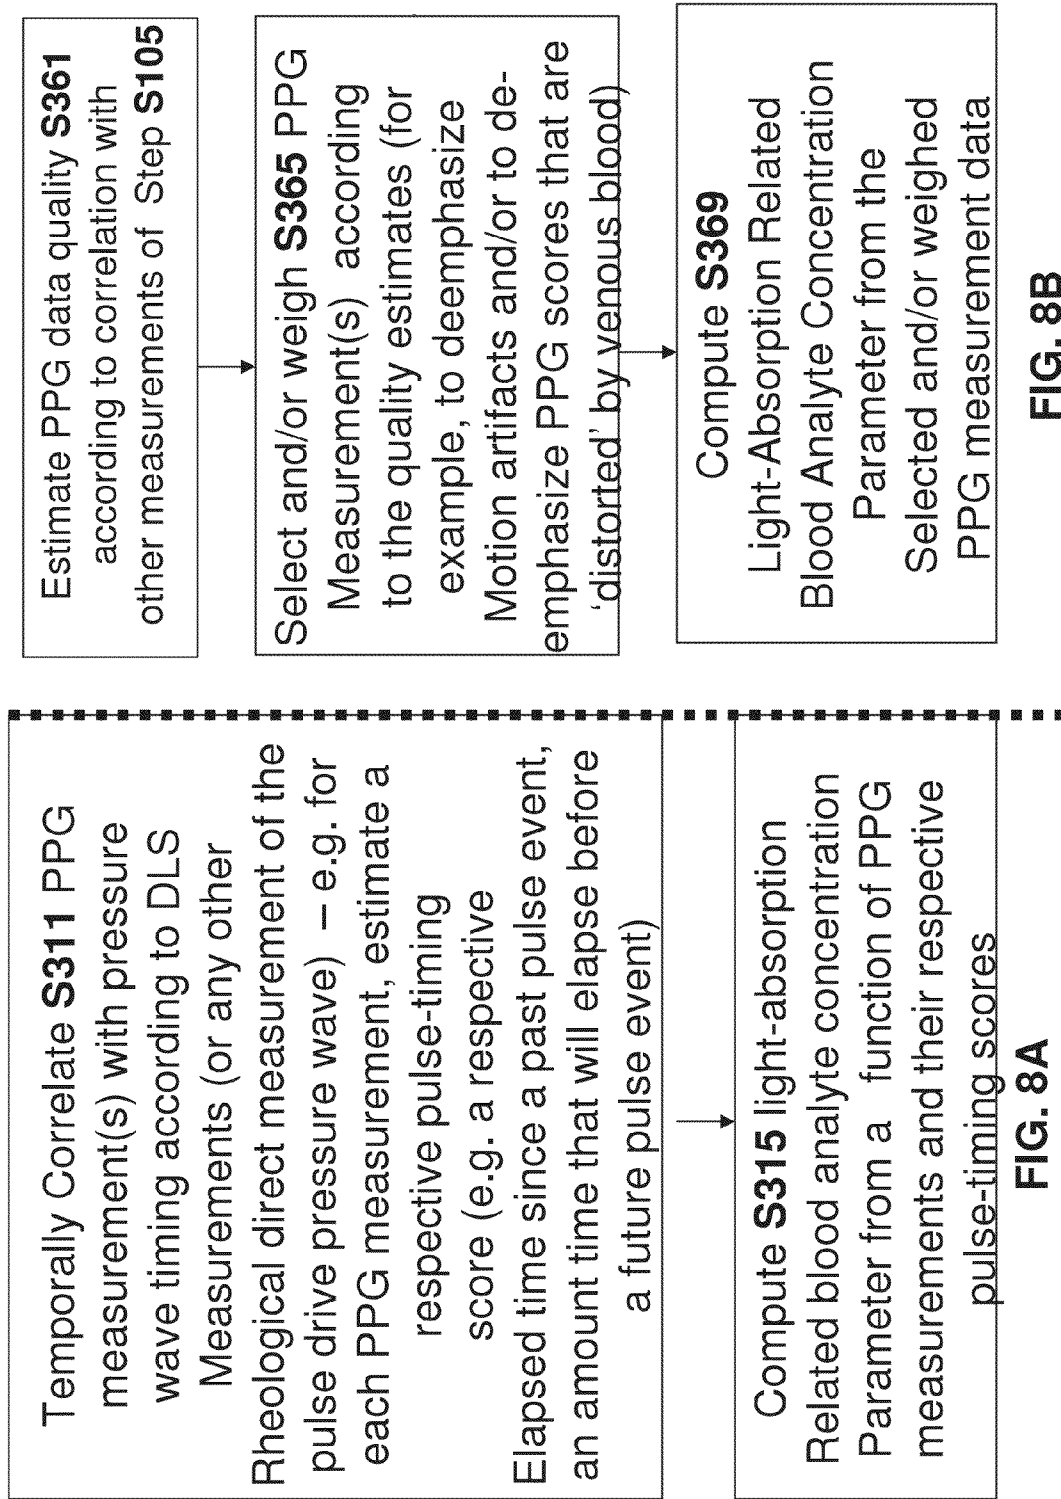 Temporally Correlate S311 PPG
measurement(s) with pressure
wave timing according to DLS
Measurements (or any other
Rheological direct measurement of the
pulse drive pressure wave) – e.g. for
each PPG measurement, estimate a
respective pulse-timing
score (e.g. a respective
Elapsed time since a past pulse event,
an amount time that will elapse before
a future pulse event)
Compute S315 light-absorption
Related blood analyte concentration
Parameter from a function of PPG
measurements and their respective
pulse-timing scores
FIG. 8A
Estimate PPG data quality S361
according to correlation with
other measurements of Step S105
Select and/or weigh S365 PPG
Measurement(s) according
to the quality estimates (for
example, to deemphasize
Motion artifacts and/or to de-
emphasize PPG scores that are
‘distorted’ by venous blood)
Compute S369
Light-Absorption Related
Blood Analyte Concentration
Parameter from the
Selected and/or weighed
PPG measurement data
FIG. 8B